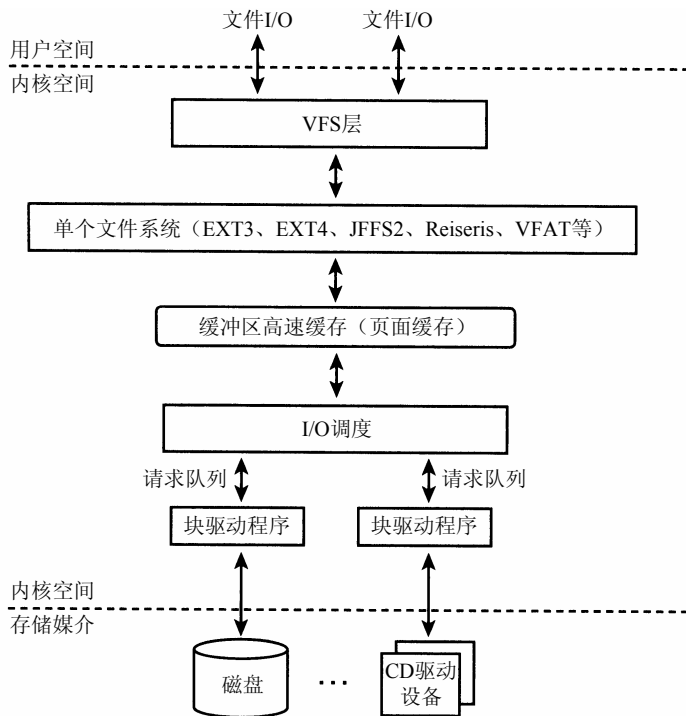 文件I/O 文件I/O
用户空间
内核空间
VFS层
单个文件系统（EXT3、EXT4、JFFS2、Reiseris、VFAT等）
缓冲区高速缓存（页面缓存）
I/O调度
请求队列 请求队列
块驱动程序 块驱动程序
内核空间
存储媒介
磁盘 … CD驱动
设备